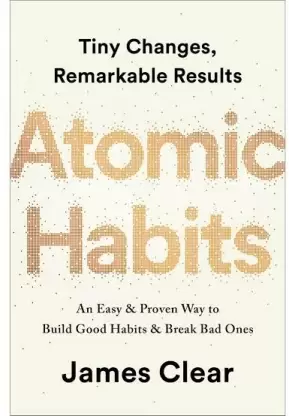 Tiny Changes,
Remarkable Results
Atomic
Habits
An Easy & Proven Way to
Build Good Habits & Break Bad Ones
James Clear